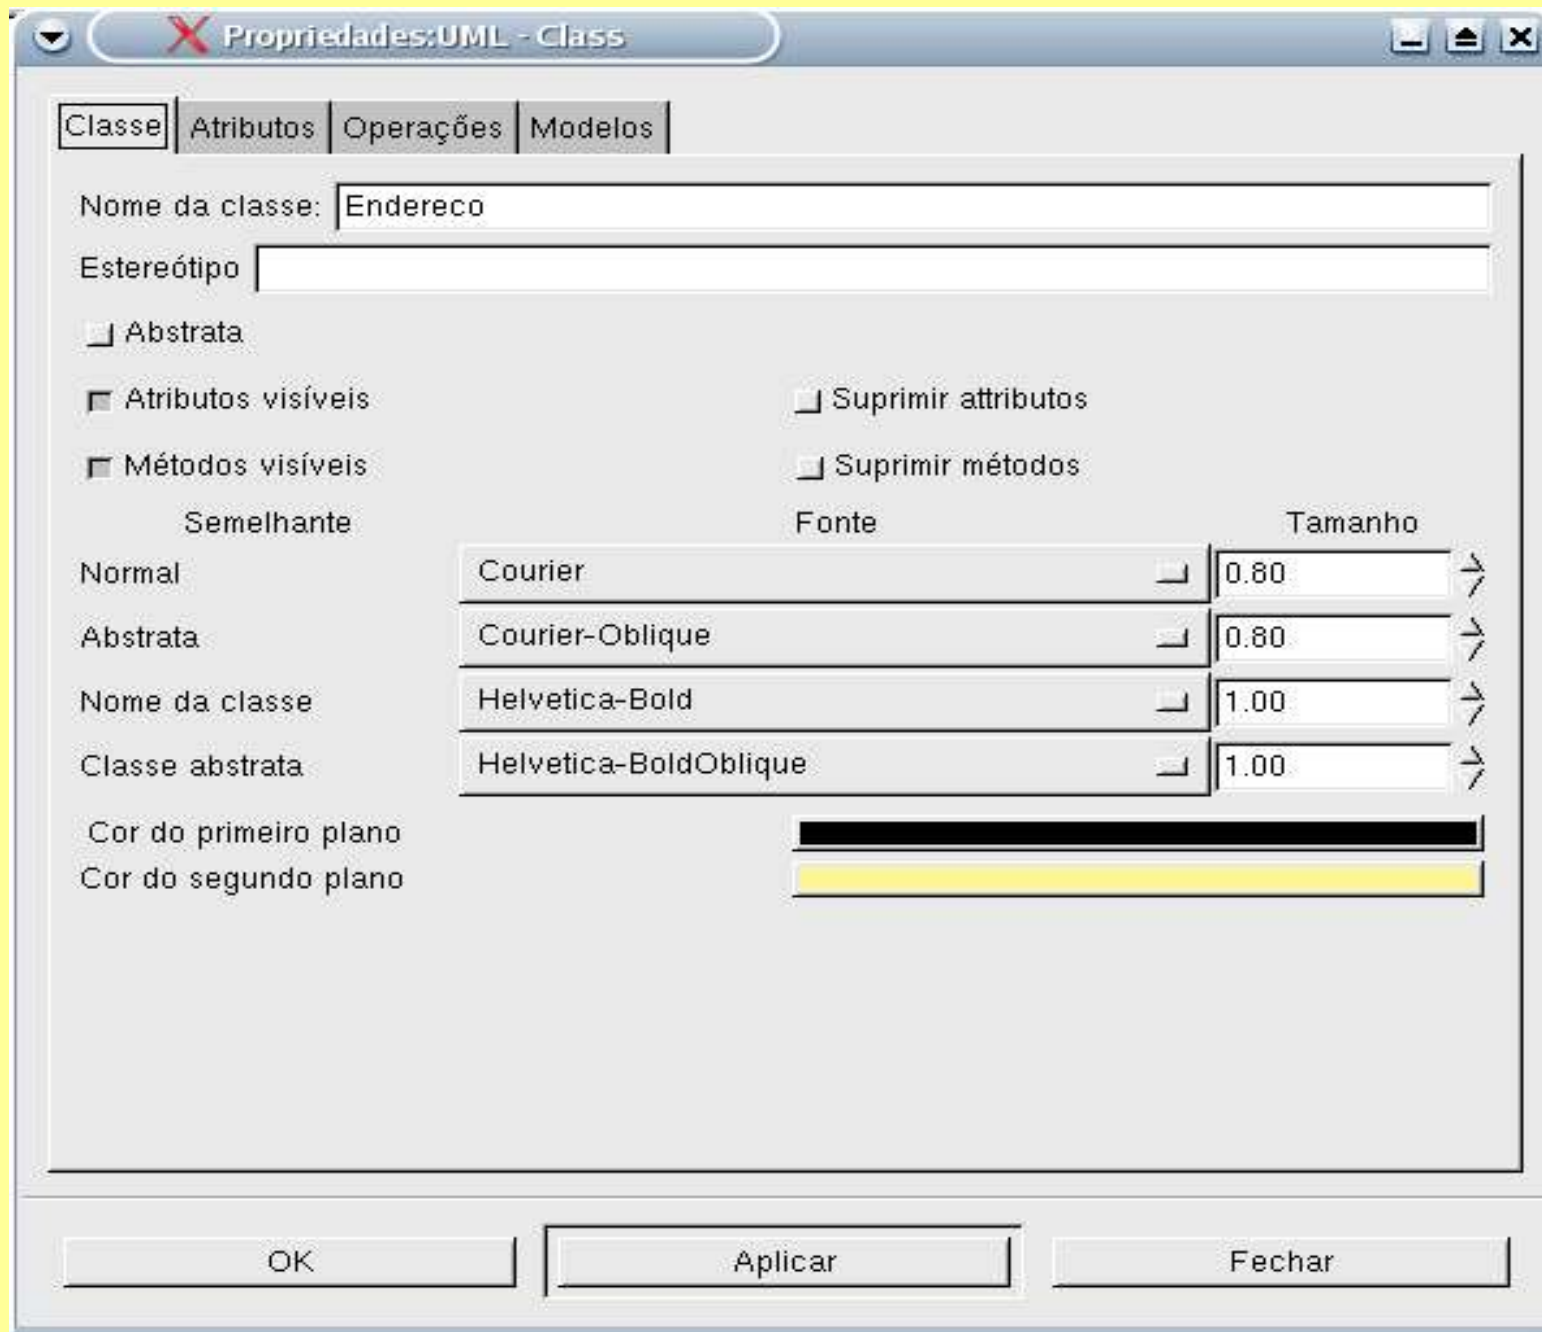 Propriedades:UML - Class
Classe Atributos Operações Modelos
Nome da classe: Endereco
Estereótipo
Abstrata
Atributos visíveis Suprimir attributos
Métodos visíveis Suprimir métodos
Semelhante Fonte Tamanho
Normal Courier 0.80
Abstrata Courier-Oblique 0.80
Nome da classe Helvetica-Bold 1.00
Classe abstrata Helvetica-BoldOblique 1.00
Cor do primeiro plano
Cor do segundo plano
OK Aplicar Fechar